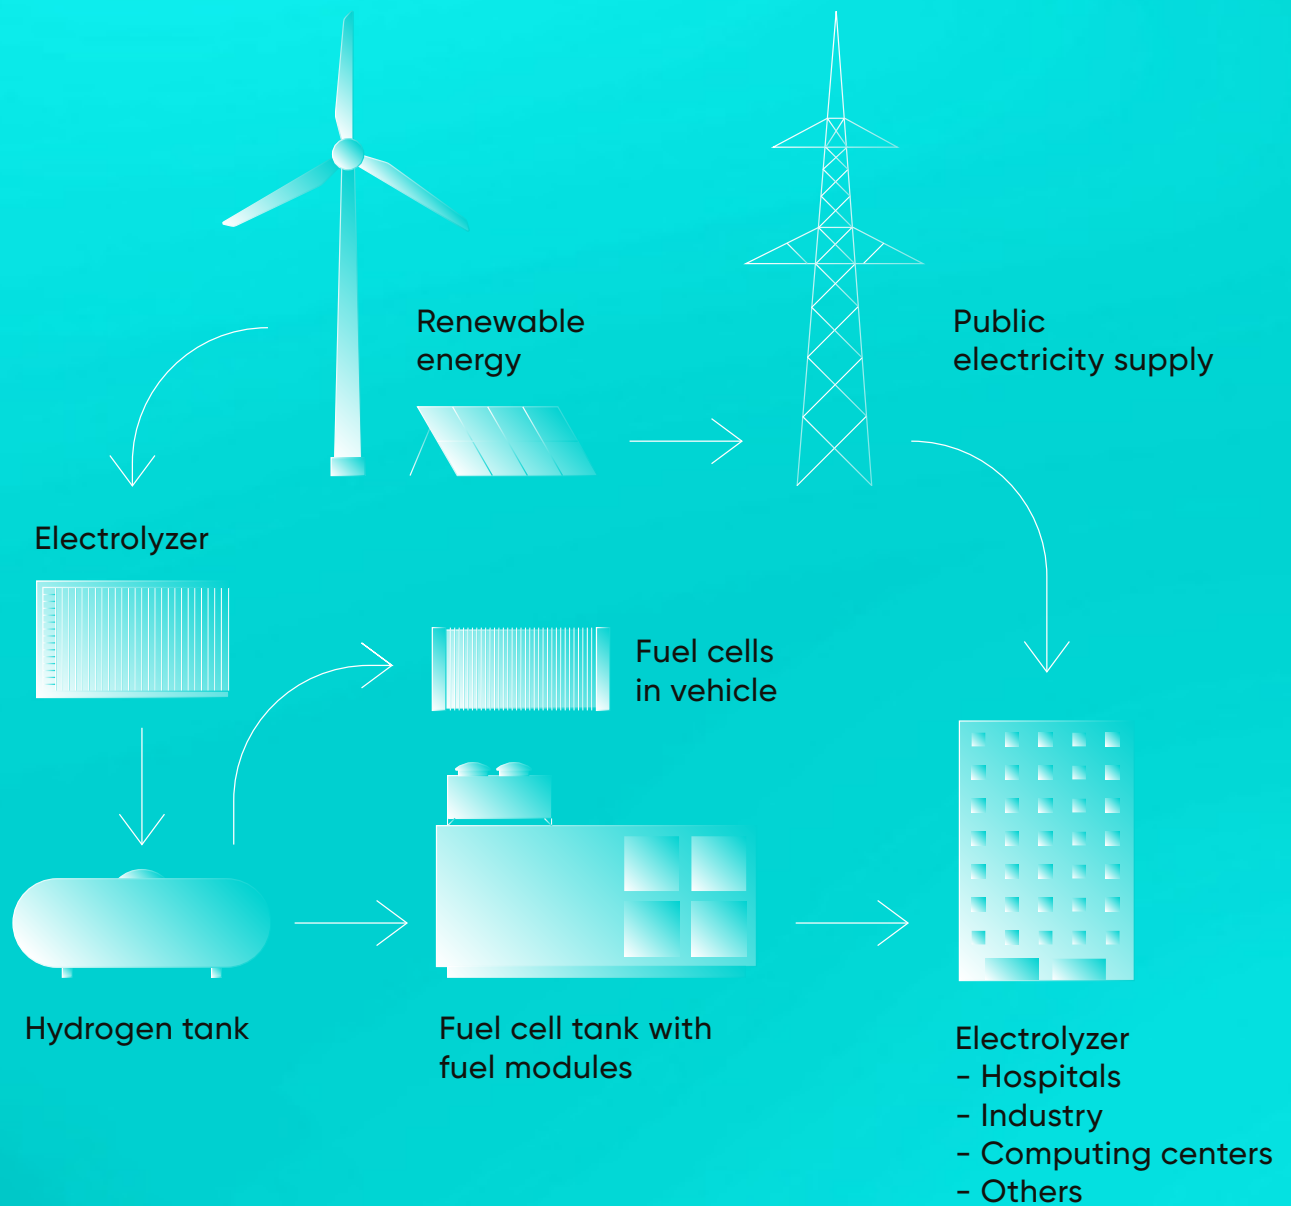 Renewable
energy
Public
electricity supply
Electrolyzer
Fuel cells
in vehicle
Hydrogen tank
Fuel cell tank with
fuel modules
Electrolyzer
- Hospitals
- Industry
- Computing centers
- Others